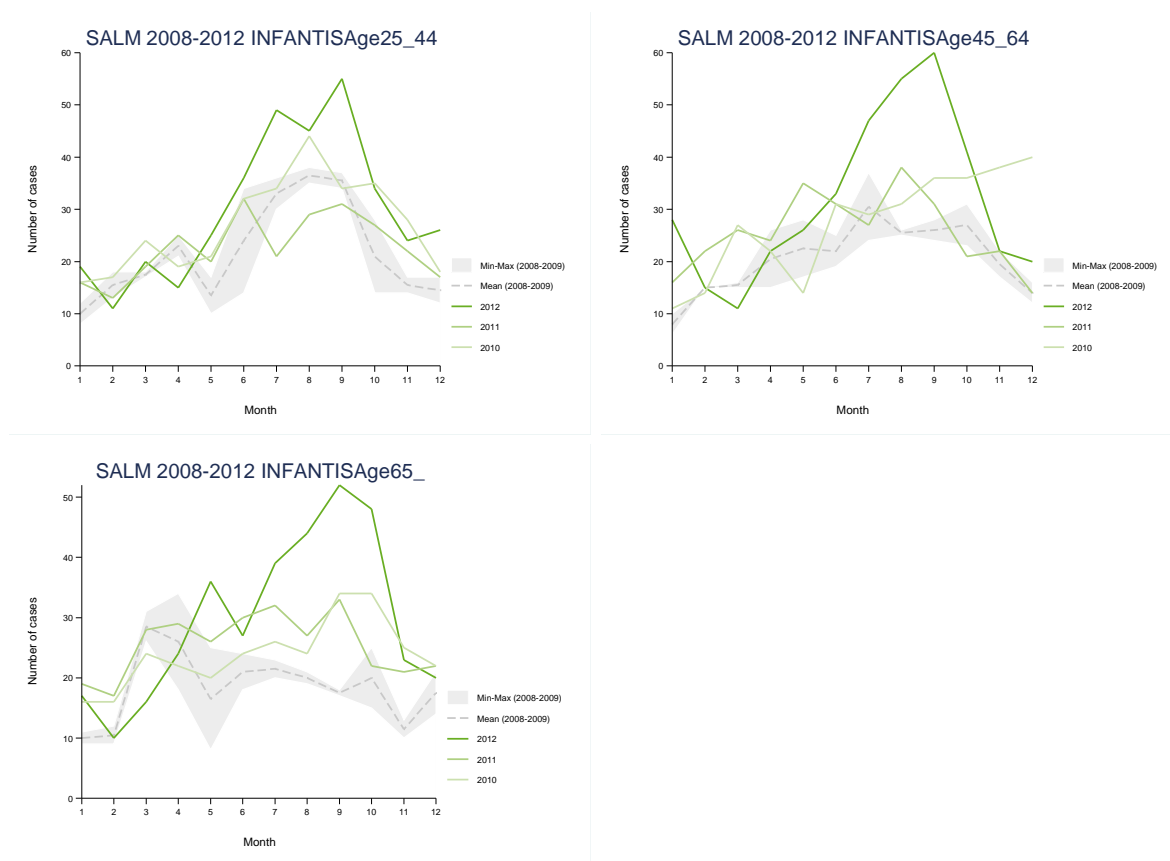 SALM 2008-2012 INFANTISAge25_44
60
50
40
30
20
10
0
Number of cases
1 2 3 4 5 6 7 8 9 10 11 12
Month
Min-Max (2008-2009)
Mean (2008-2009)
2012
2011
2010
SALM 2008-2012 INFANTISAge45_64
60
50
40
30
20
10
0
Number of cases
1 2 3 4 5 6 7 8 9 10 11 12
Month
Min-Max (2008-2009)
Mean (2008-2009)
2012
2011
2010
SALM 2008-2012 INFANTISAge65_
50
40
30
20
10
0
Number of cases
1 2 3 4 5 6 7 8 9 10 11 12
Month
Min-Max (2008-2009)
Mean (2008-2009)
2012
2011
2010